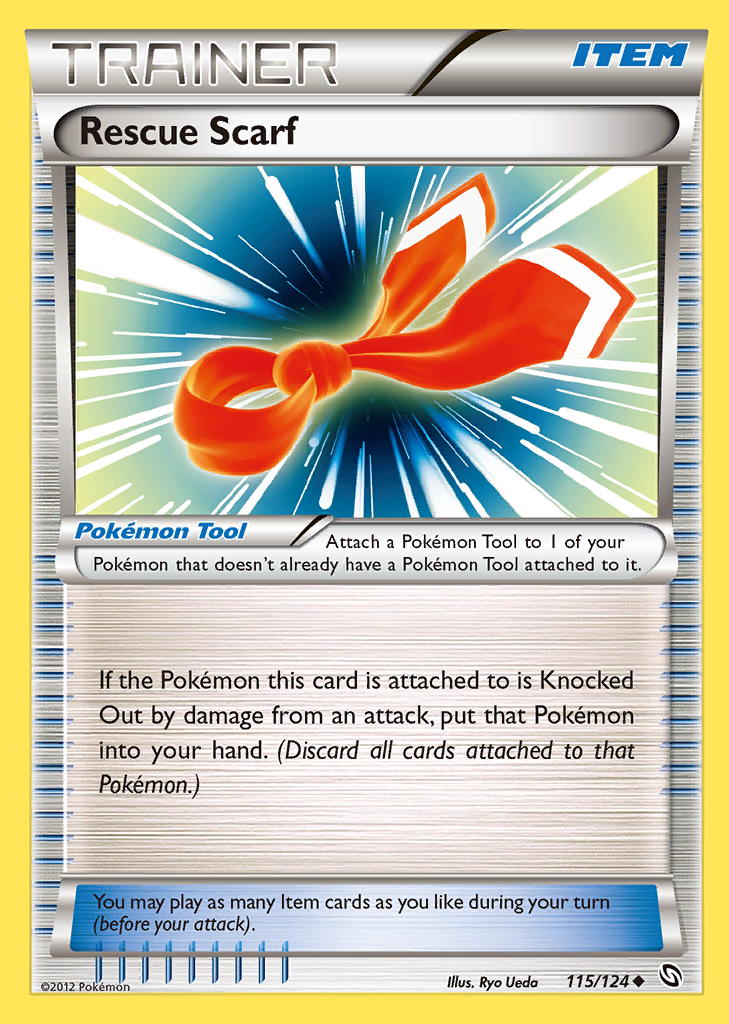 TRAINER
ITEM
Rescue Scarf
Pokémon Tool
Attach a Pokémon Tool to 1 of your
Pokémon that doesn't already have a Pokémon Tool attached to it.
If the Pokémon this card is attached to is Knocked
Out by damage from an attack, put that Pokémon
into your hand. (Discard all cards attached to that
Pokémon.)
You may play as many Item cards as you like during your turn
(before your attack).
©2012 Pokémon
Illus. Ryo Ueda
115/124